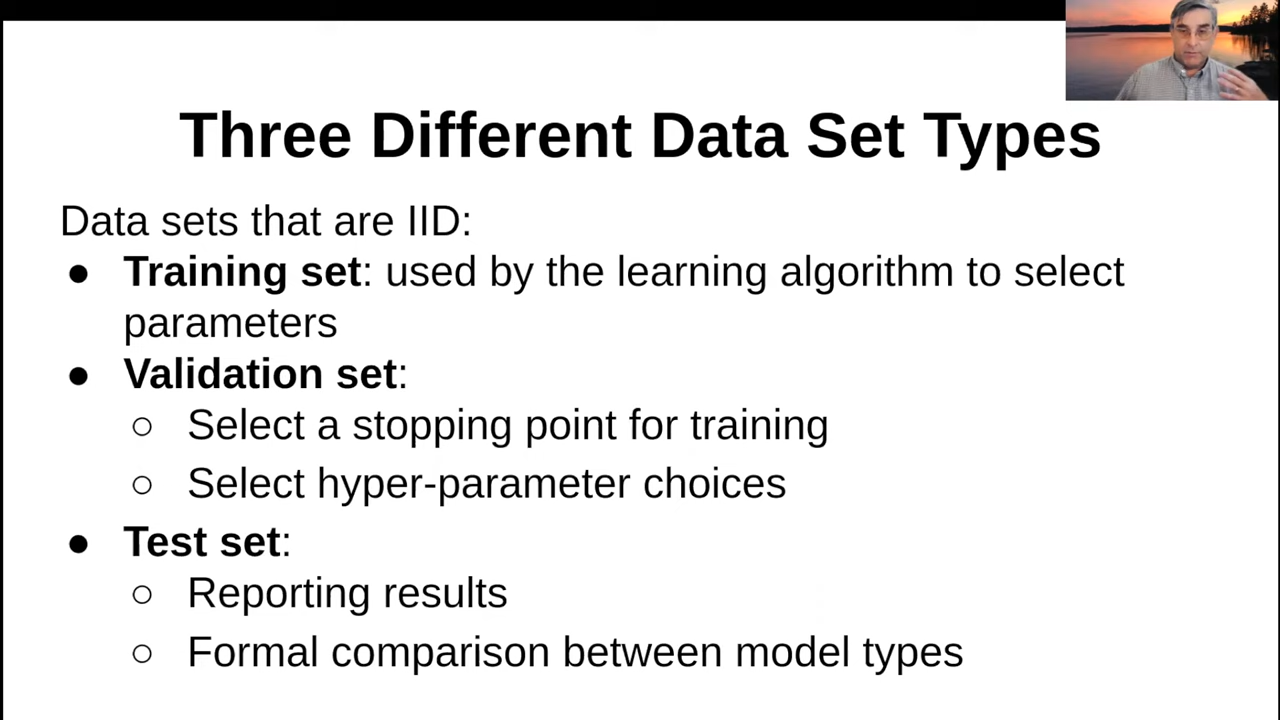 Three Different Data Set Types
Data sets that are IID:
● Training set: used by the learning algorithm to select
parameters
● Validation set:
○ Select a stopping point for training
○ Select hyper-parameter choices
● Test set:
○ Reporting results
○ Formal comparison between model types